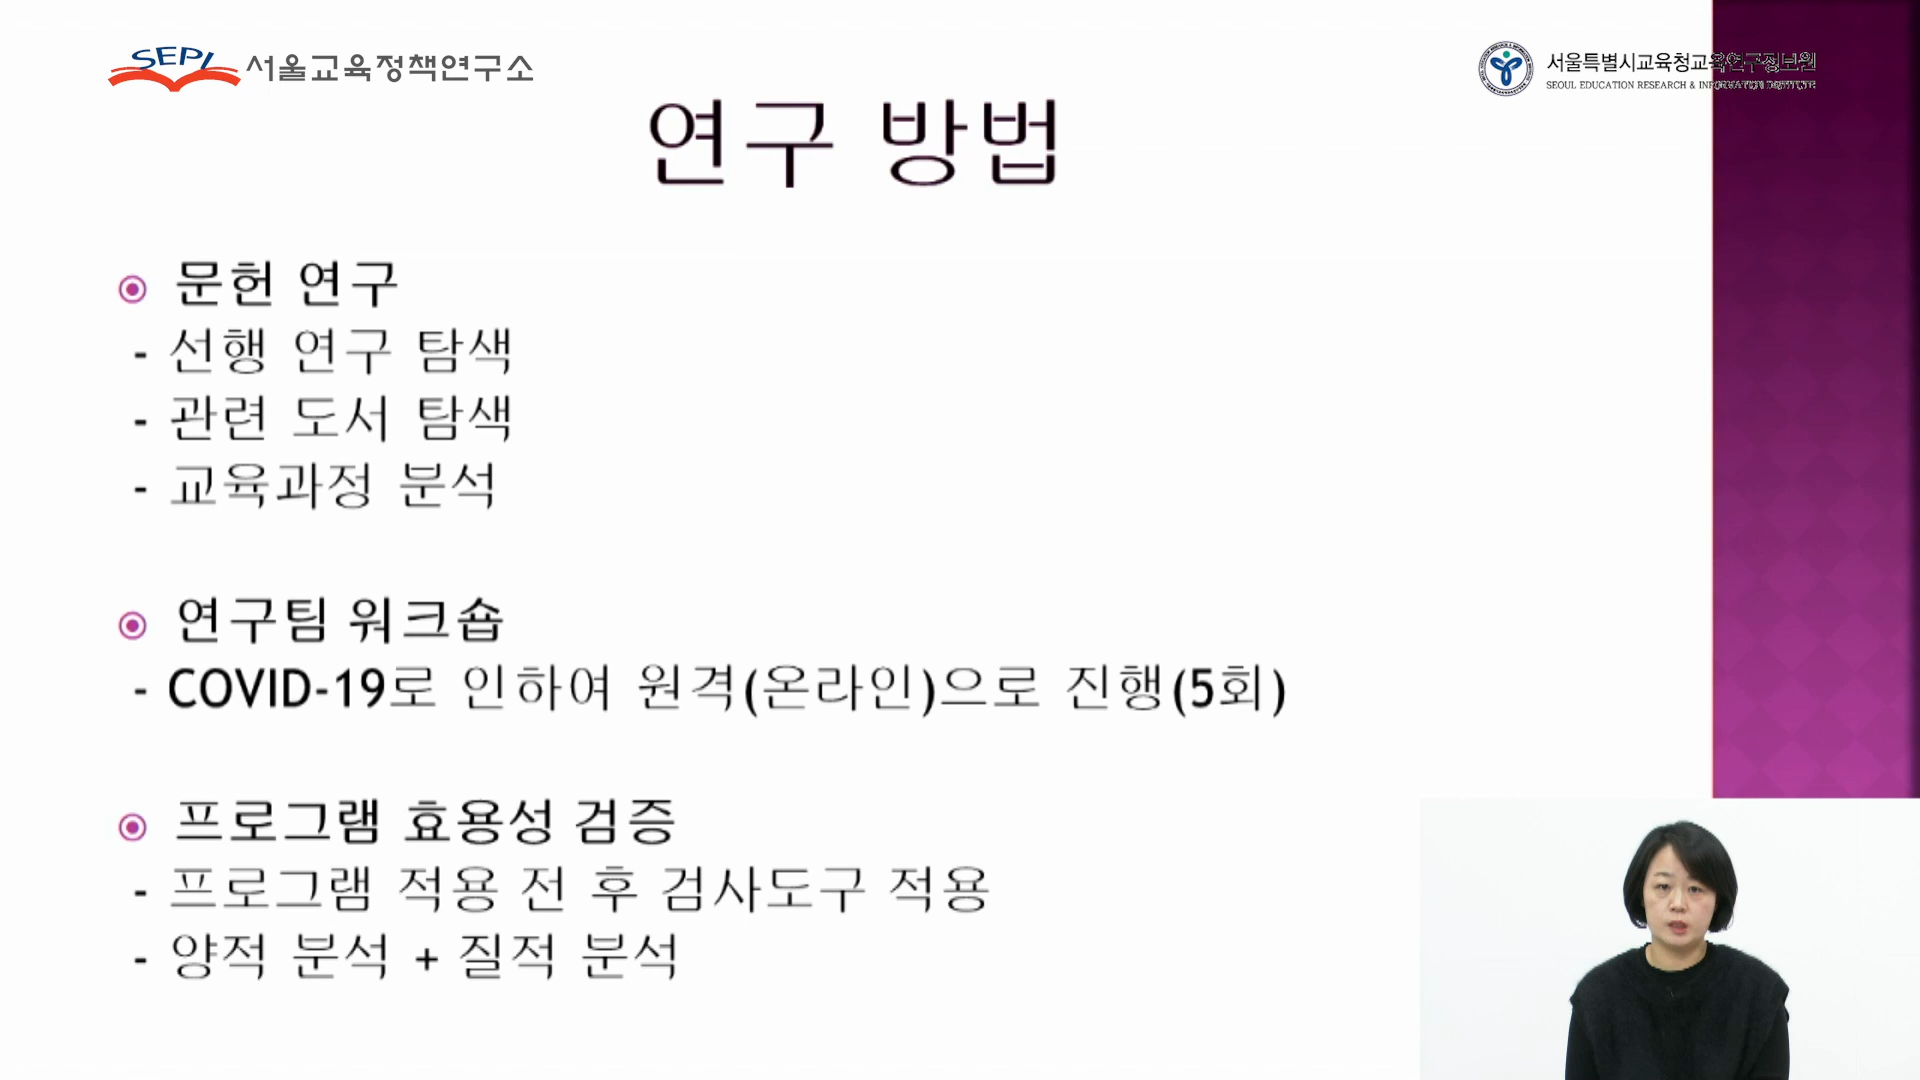 SEPI 서울교육정책연구소
서울특별시교육청교육연구정보원
SEOUL EDUCATION RESEARCH & INFORMATION INSTITUTE
연구 방법
문헌 연구
- 선행 연구 탐색
- 관련 도서 탐색
- 교육과정 분석
연구팀 워크숍
- COVID-19로 인하여 원격(온라인)으로 진행(5회)
프로그램 효용성 검증
- 프로그램 적용 전 후 검사도구 적용
- 양적 분석 + 질적 분석